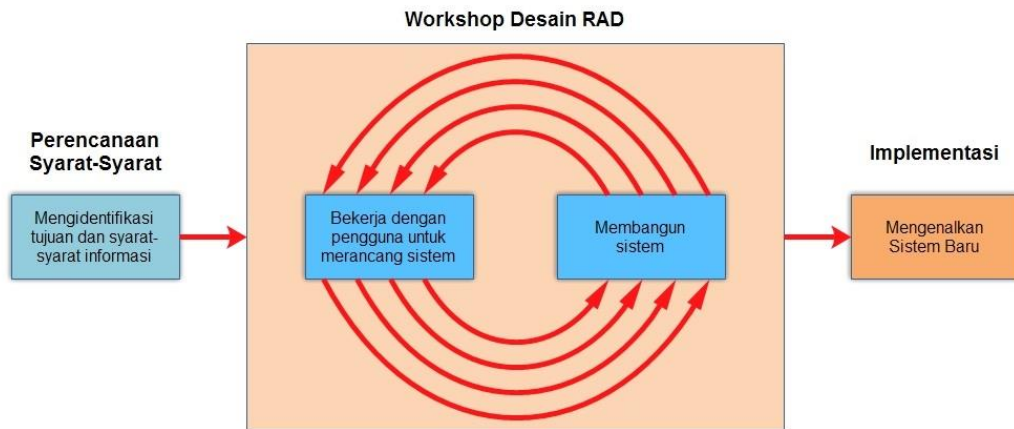 Workshop Desain RAD
Perencanaan
Syarat-Syarat
Mengidentifikasi
tujuan dan syarat-
syarat informasi
Bekerja dengan
pengguna untuk
merancang sistem
Membangun
sistem
Implementasi
Mengenalkan
Sistem Baru